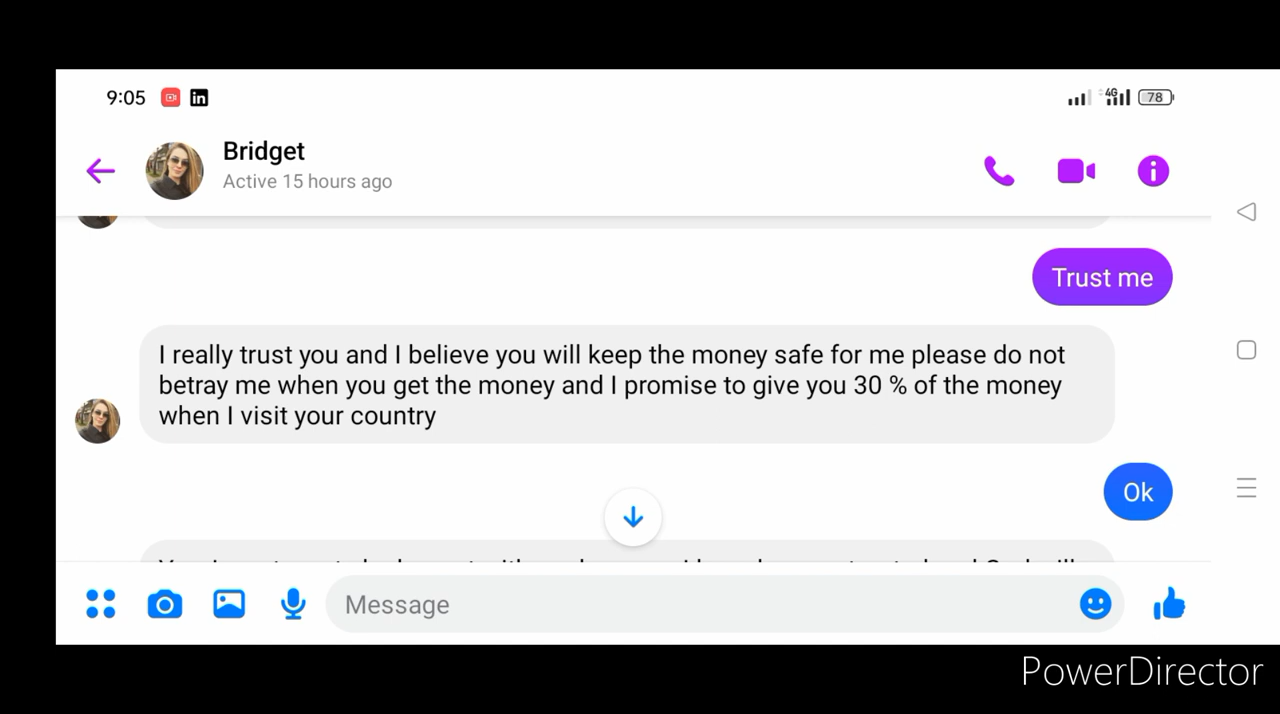 9:05
4G
78
Bridget
Active 15 hours ago
Trust me
I really trust you and I believe you will keep the money safe for me please do not
betray me when you get the money and I promise to give you 30 % of the money
when I visit your country
Ok
Message
PowerDirector